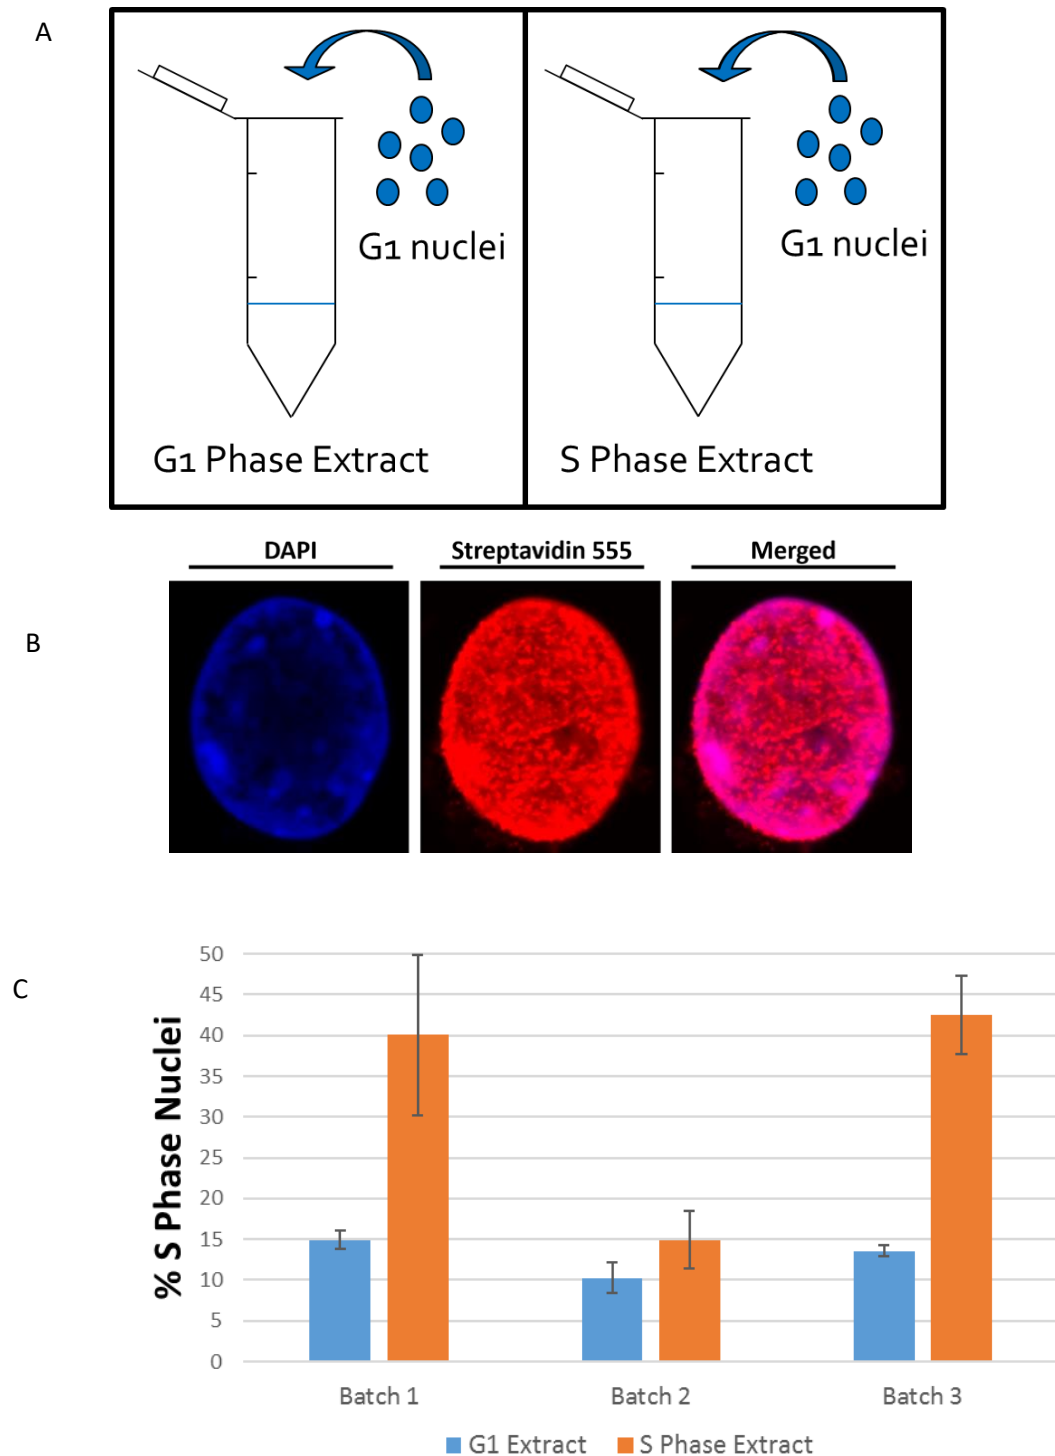 A
G1 nuclei
G1 nuclei
G1 Phase Extract
S Phase Extract
DAPI
Streptavidin 555
Merged
B
C
% S Phase Nuclei
50
45
40
35
30
25
20
15
10
5
0
Batch 1
Batch 2
Batch 3
G1 Extract
S Phase Extract